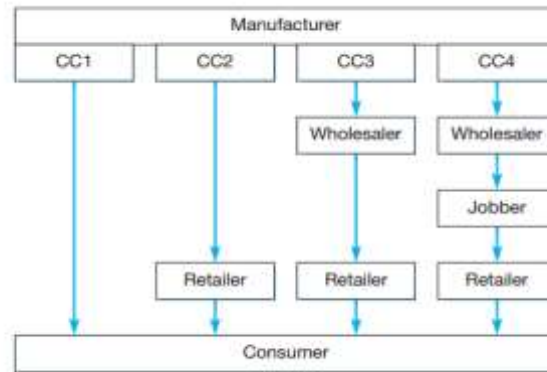 Manufacturer
CC1 CC2 CC3 CC4
Wholesaler Wholesaler
Jobber
Retailer Retailer Retailer
Consumer